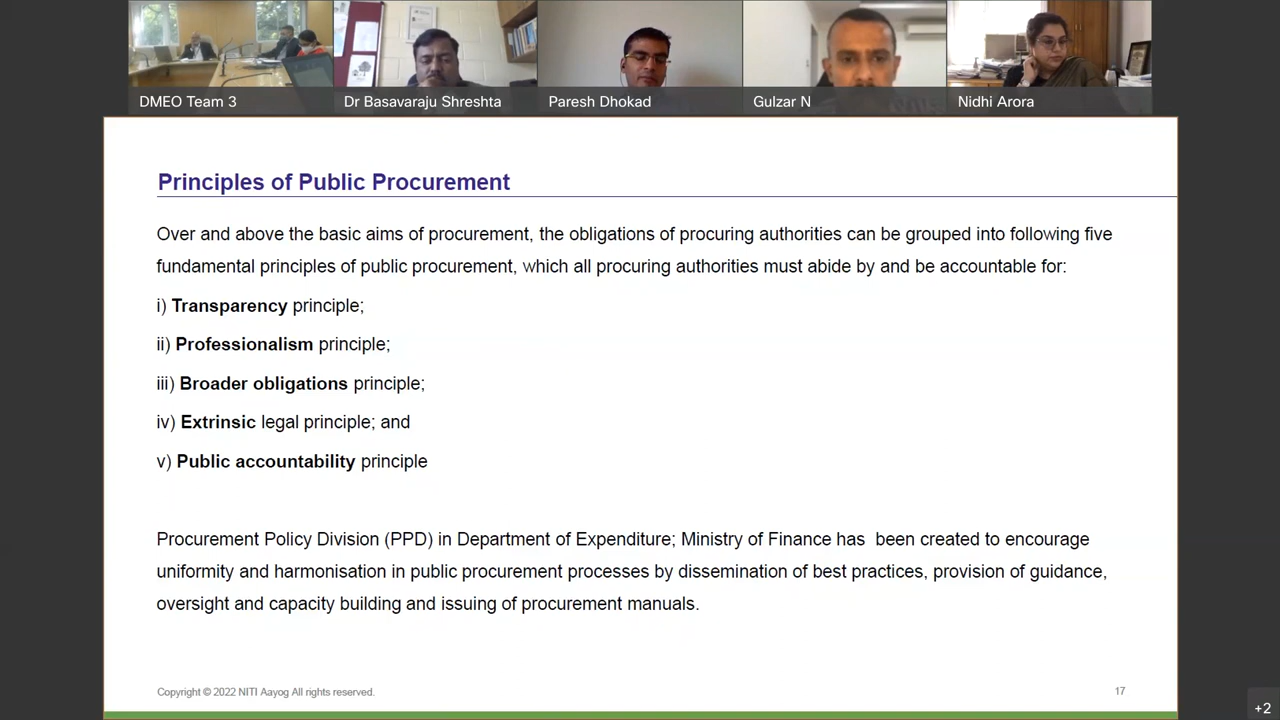 DMEO Team 3
Dr Basavaraju Shreshta
Paresh Dhokad
Gulzar N
Nidhi Arora
Principles of Public Procurement
Over and above the basic aims of procurement, the obligations of procuring authorities can be grouped into following five
fundamental principles of public procurement, which all procuring authorities must abide by and be accountable for:
i) Transparency principle;
ii) Professionalism principle;
iii) Broader obligations principle;
iv) Extrinsic legal principle; and
v) Public accountability principle
Procurement Policy Division (PPD) in Department of Expenditure; Ministry of Finance has  been created to encourage
uniformity and harmonisation in public procurement processes by dissemination of best practices, provision of guidance,
oversight and capacity building and issuing of procurement manuals.
Copyright © 2022 NITI Aayog All rights reserved.
17
+2